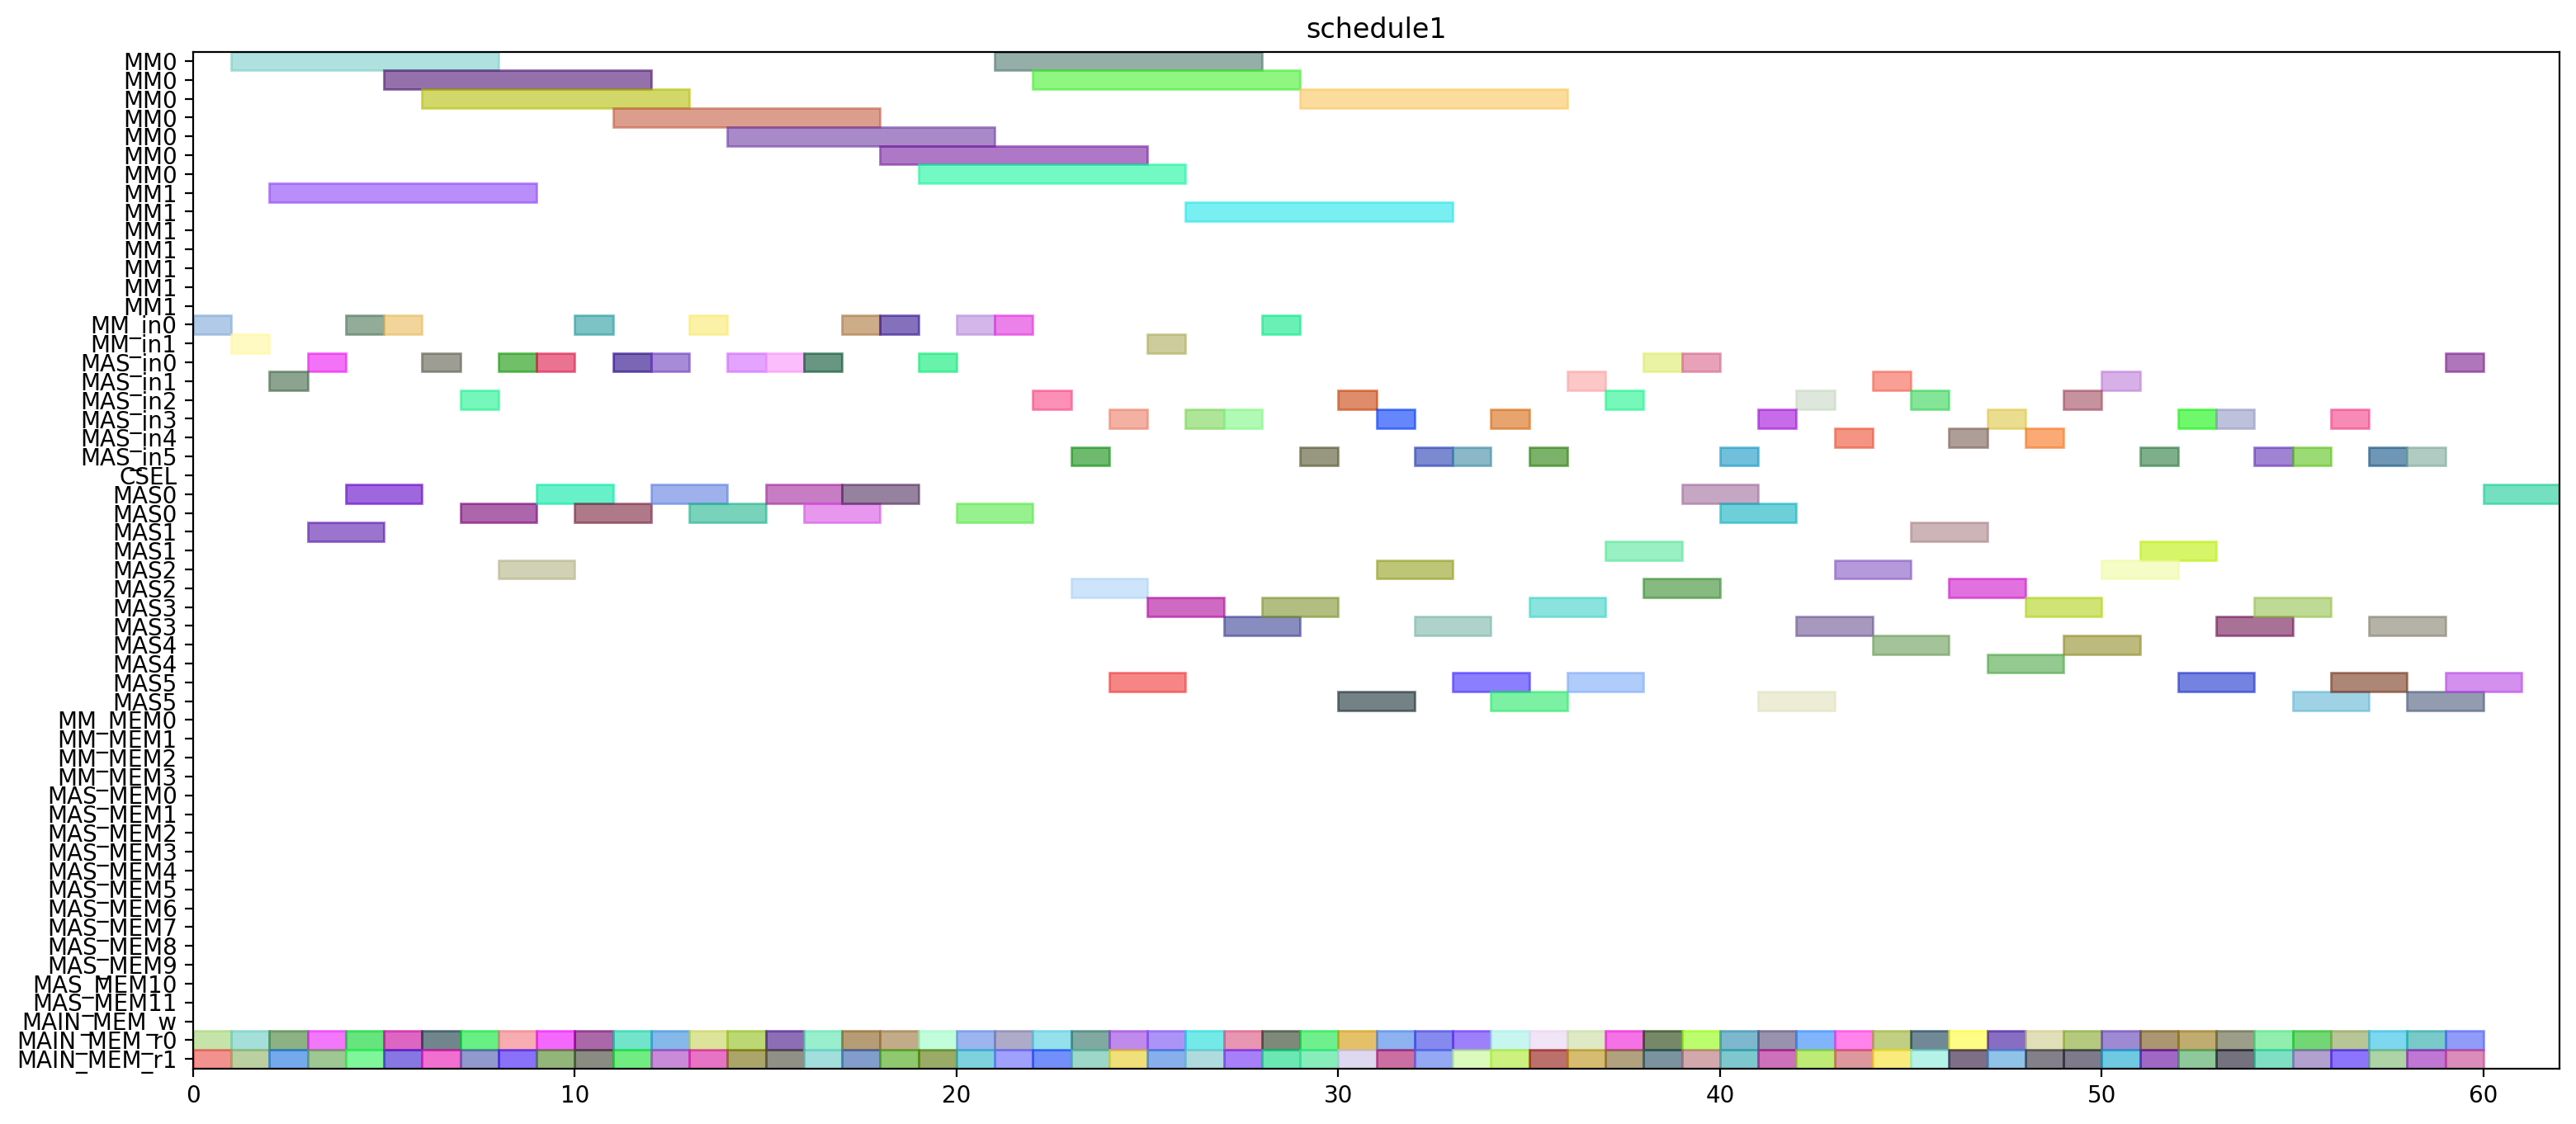 schedule1
MM0
MM0
MM0
MM0
MM0
MM0
MM0
MM1
MM1
MM1
MM1
MM1
MM1
MM1
MM_in0
MM_in1
MAS_in0
MAS_in1
MAS_in2
MAS_in3
MAS_in4
MAS_in5
CSEL
MAS0
MAS0
MAS1
MAS1
MAS2
MAS2
MAS3
MAS3
MAS4
MAS4
MAS5
MAS5
MM_MEM0
MM_MEM1
MM_MEM2
MM_MEM3
MAS_MEM0
MAS_MEM1
MAS_MEM2
MAS_MEM3
MAS_MEM4
MAS_MEM5
MAS_MEM6
MAS_MEM7
MAS_MEM8
MAS_MEM9
MAS_MEM10
MAS_MEM11
MAIN_MEM_w
MAIN_MEM_r0
MAIN_MEM_r1
0 10 20 30 40 50 60